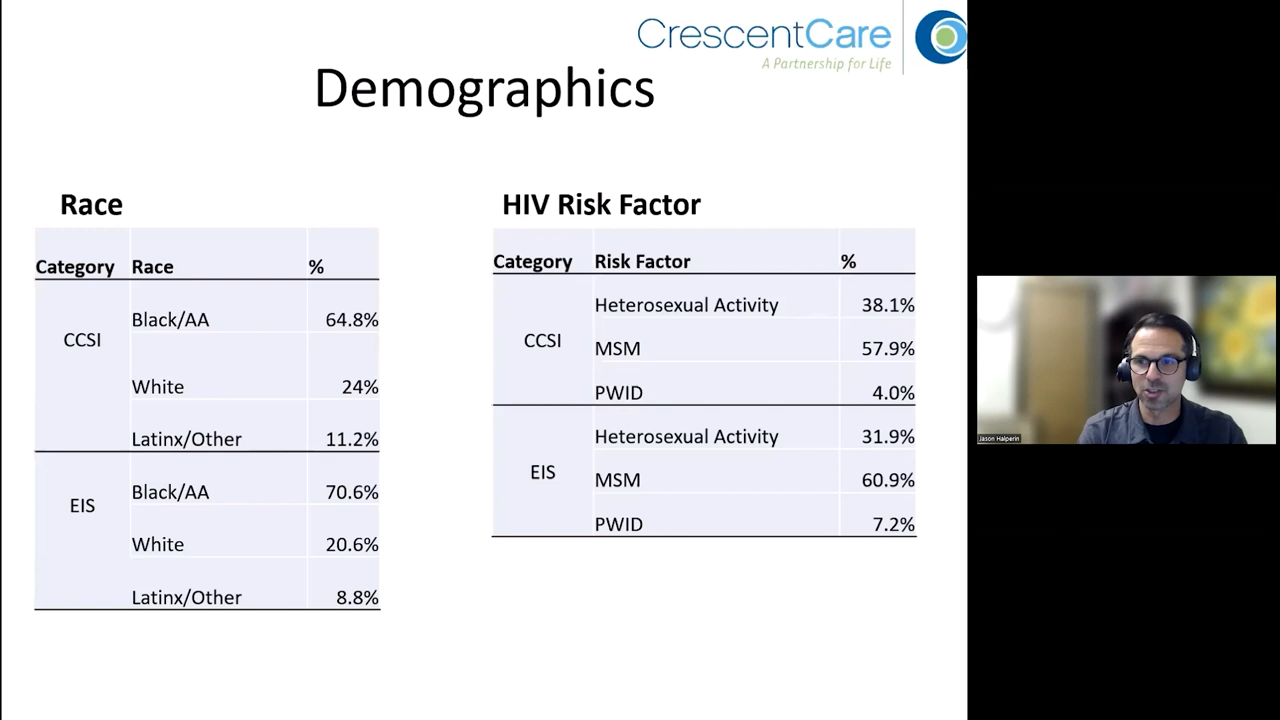 CrescentCare
A Partnership for Life
Demographics
Race
Category Race %
CCSI
Black/AA 64.8%
White 24%
Latinx/Other 11.2%
EIS
Black/AA 70.6%
White 20.6%
Latinx/Other 8.8%
HIV Risk Factor
Category Risk Factor %
CCSI
Heterosexual Activity 38.1%
MSM 57.9%
PWID 4.0%
EIS
Heterosexual Activity 31.9%
MSM 60.9%
PWID 7.2%
Jason Halperin